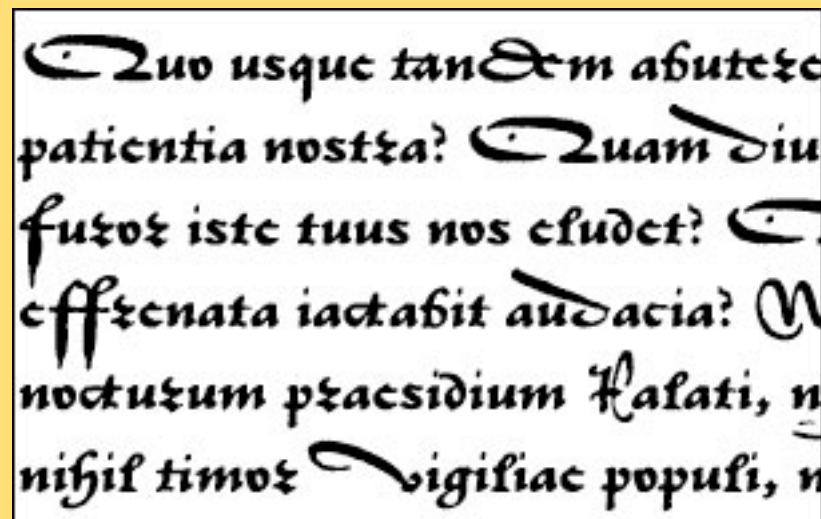 Quo usque tandem abutere
patientia nostra? Quam diu
furor iste tuus nos eludet?
effrenata iactabit audacia?
nocturum praesidium Palati, n
nihil timor vigiliae populi, n